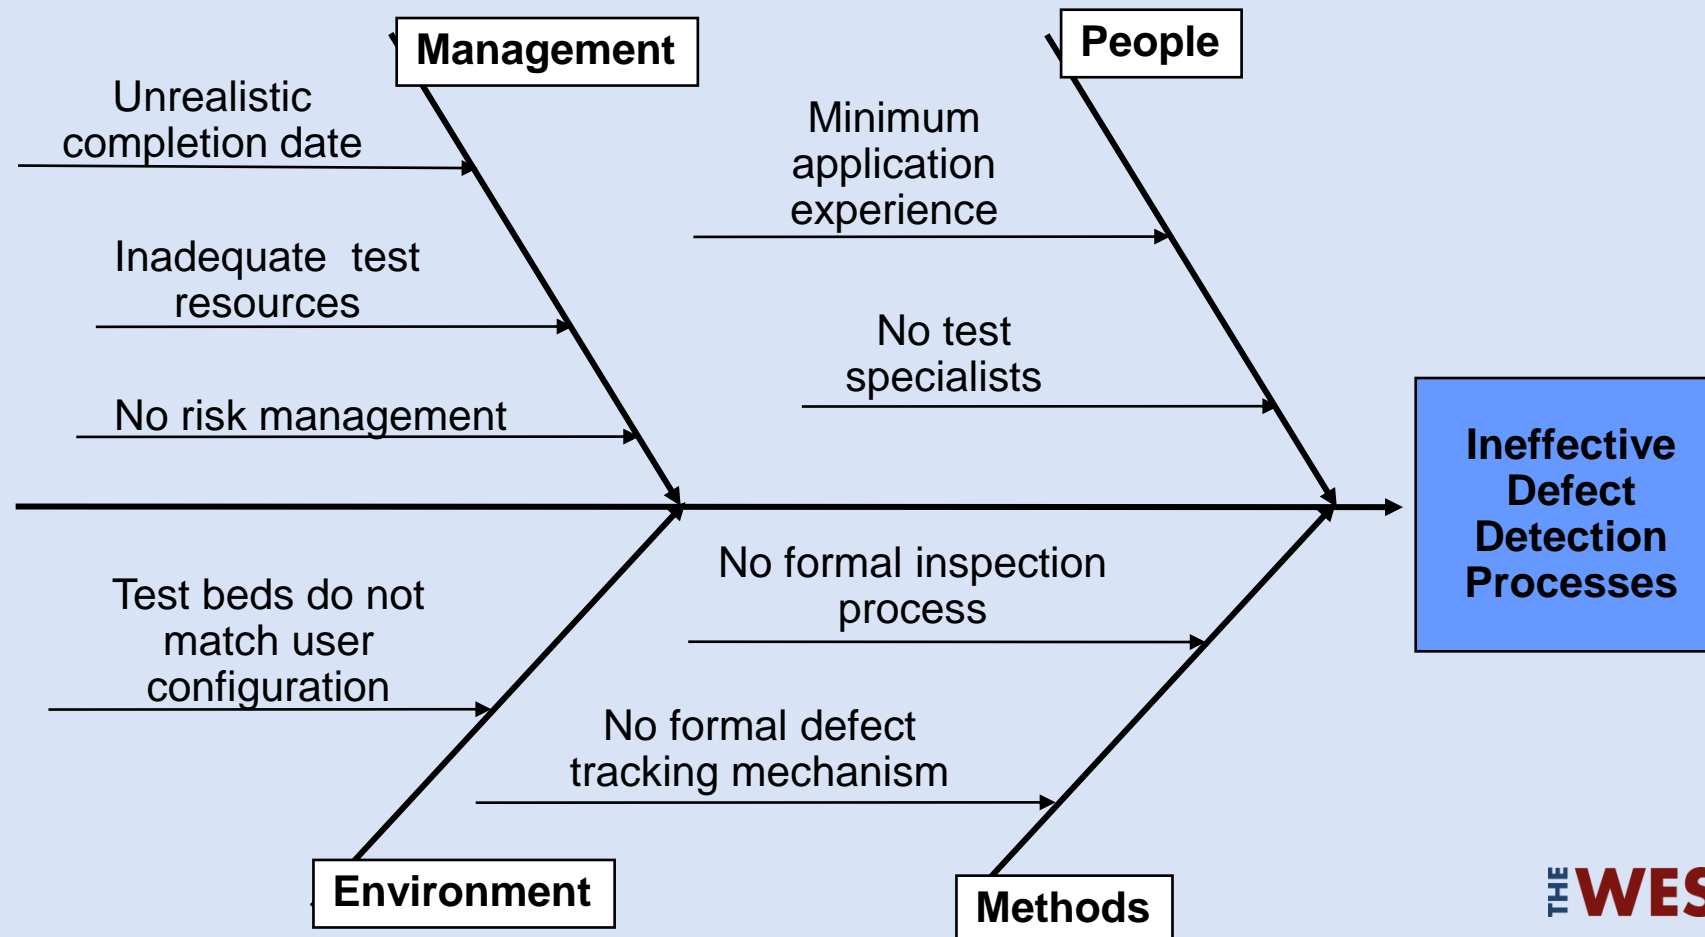 Management
People
Unrealistic
completion date
Minimum
application
experience
Inadequate test
resources
No test
specialists
No risk management
Ineffective
Defect
Detection
Processes
No formal inspection
process
Test beds do not
match user
configuration
No formal defect
tracking mechanism
Environment
Methods
THE